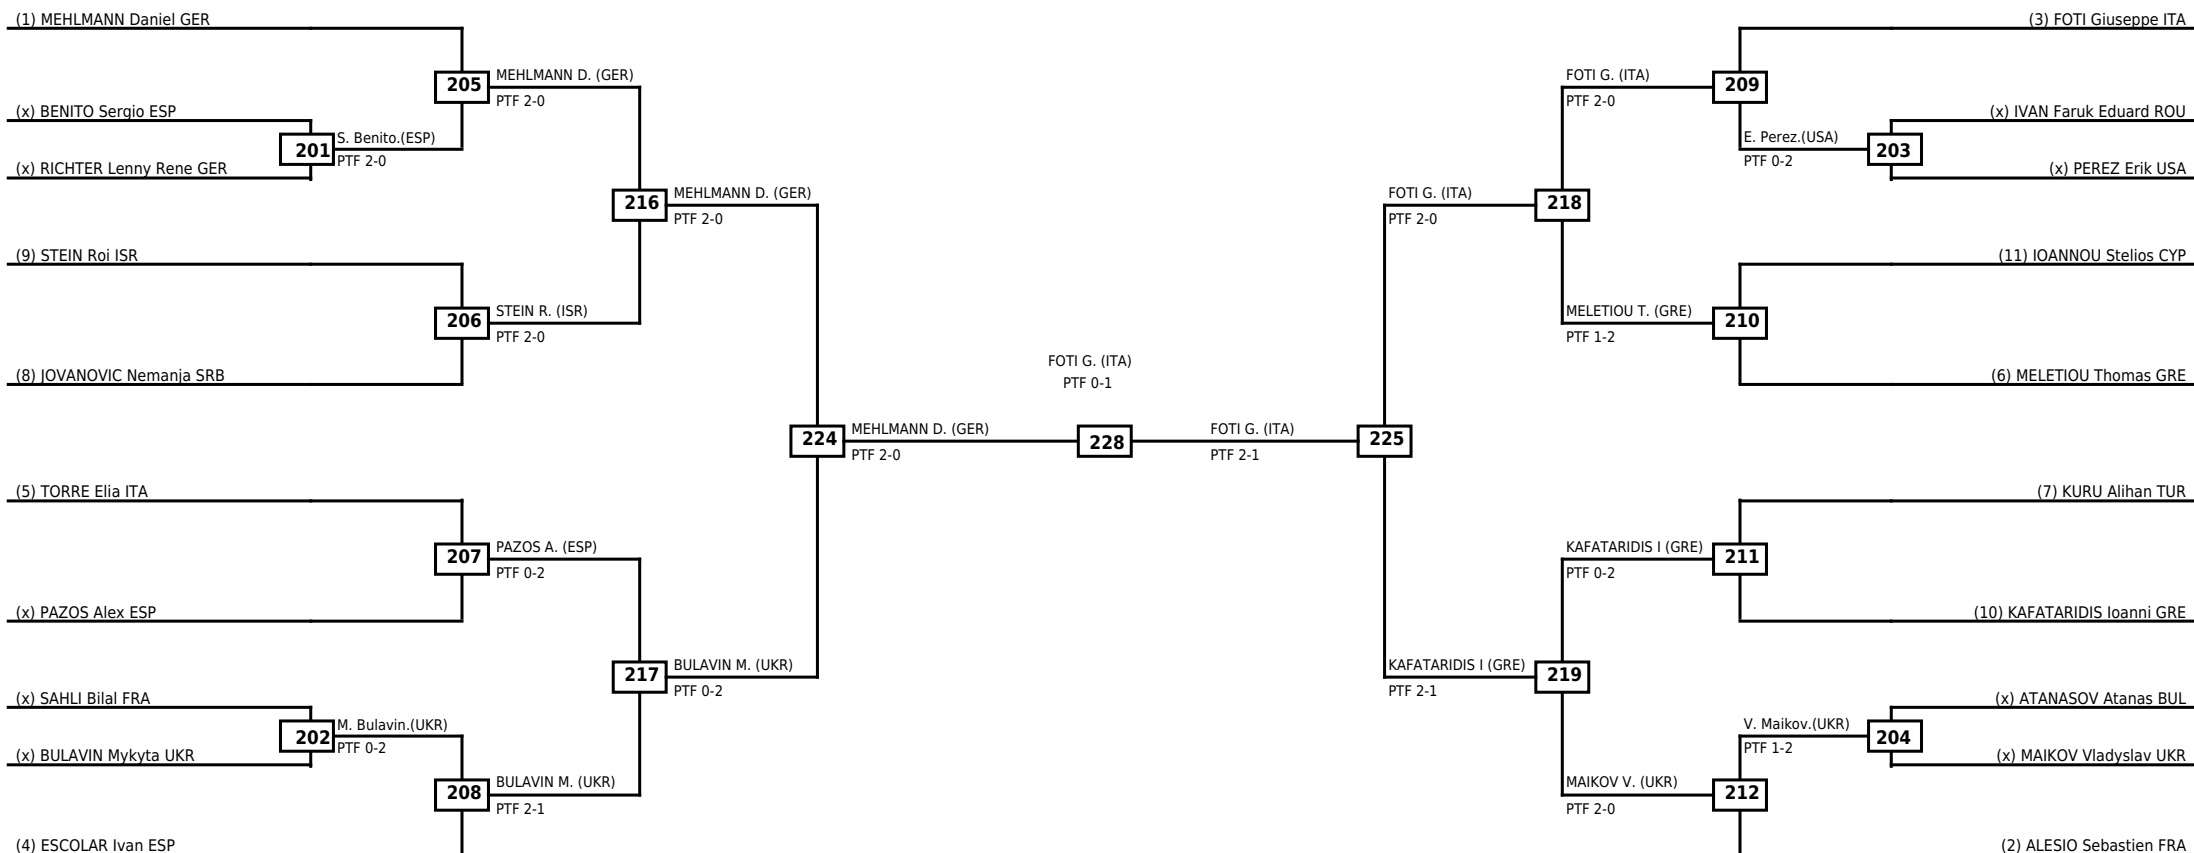 (1) MEHLMANN Daniel GER
(3) FOTI Giuseppe ITA
205
MEHLMANN D. (GER)
PTF 2-0
FOTI G. (ITA)
PTF 2-0
209
(x) BENITO Sergio ESP
(x) IVAN Faruk Eduard ROU
201
S. Benito.(ESP)
PTF 2-0
E. Perez.(USA)
PTF 0-2
203
(x) RICHTER Lenny Rene GER
(x) PEREZ Erik USA
216
MEHLMANN D. (GER)
PTF 2-0
FOTI G. (ITA)
PTF 2-0
218
(9) STEIN Roi ISR
(11) IOANNOU Stelios CYP
206
STEIN R. (ISR)
PTF 2-0
MELETIOU T. (GRE)
PTF 1-2
210
(8) JOVANOVIC Nemanja SRB
(6) MELETIOU Thomas GRE
FOTI G. (ITA)
PTF 0-1
224
MEHLMANN D. (GER)
PTF 2-0
228
FOTI G. (ITA)
PTF 2-1
225
(5) TORRE Elia ITA
(7) KURU Alihan TUR
207
PAZOS A. (ESP)
PTF 0-2
KAFATARIDIS I (GRE)
PTF 0-2
211
(x) PAZOS Alex ESP
(10) KAFATARIDIS Ioanni GRE
217
BULAVIN M. (UKR)
PTF 0-2
KAFATARIDIS I (GRE)
PTF 2-1
219
(x) SAHLI Bilal FRA
(x) ATANASOV Atanas BUL
202
M. Bulavin.(UKR)
PTF 0-2
V. Maikov.(UKR)
PTF 1-2
204
(x) BULAVIN Mykyta UKR
(x) MAIKOV Vladyslav UKR
208
BULAVIN M. (UKR)
PTF 2-1
MAIKOV V. (UKR)
PTF 2-0
212
(4) ESCOLAR Ivan ESP
(2) ALESIO Sebastien FRA